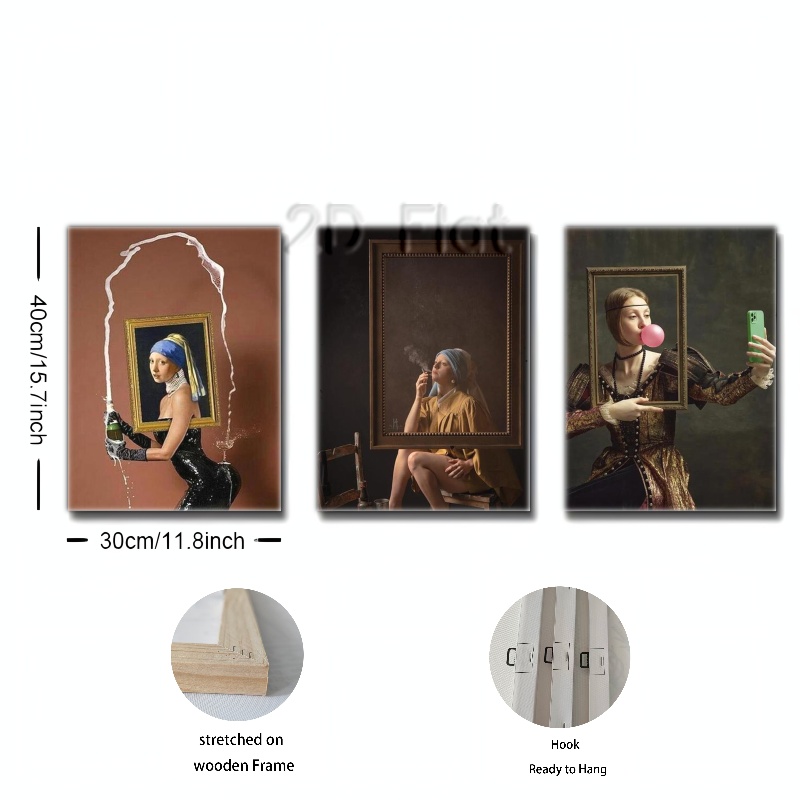 2D Flat
40cm/15.7inch
30cm/11.8inch
stretched on
wooden Frame
Hook
Ready to Hang